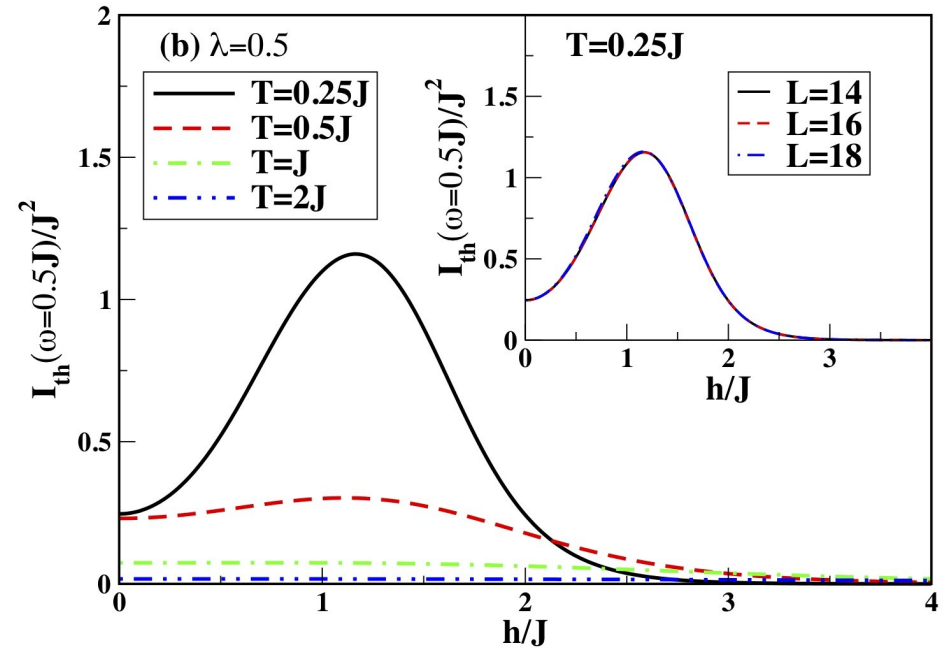 (b) λ=0.5
T=0.25J
T=0.5J
T=J
T=2J
I_th(ω=0.5J)/J^2
2
1.5
1
0.5
0
0
1
2
3
4
h/J
T=0.25J
L=14
L=16
L=18
I_th(ω=0.5J)/J^2
1.5
1
0.5
0
0
1
2
3
h/J